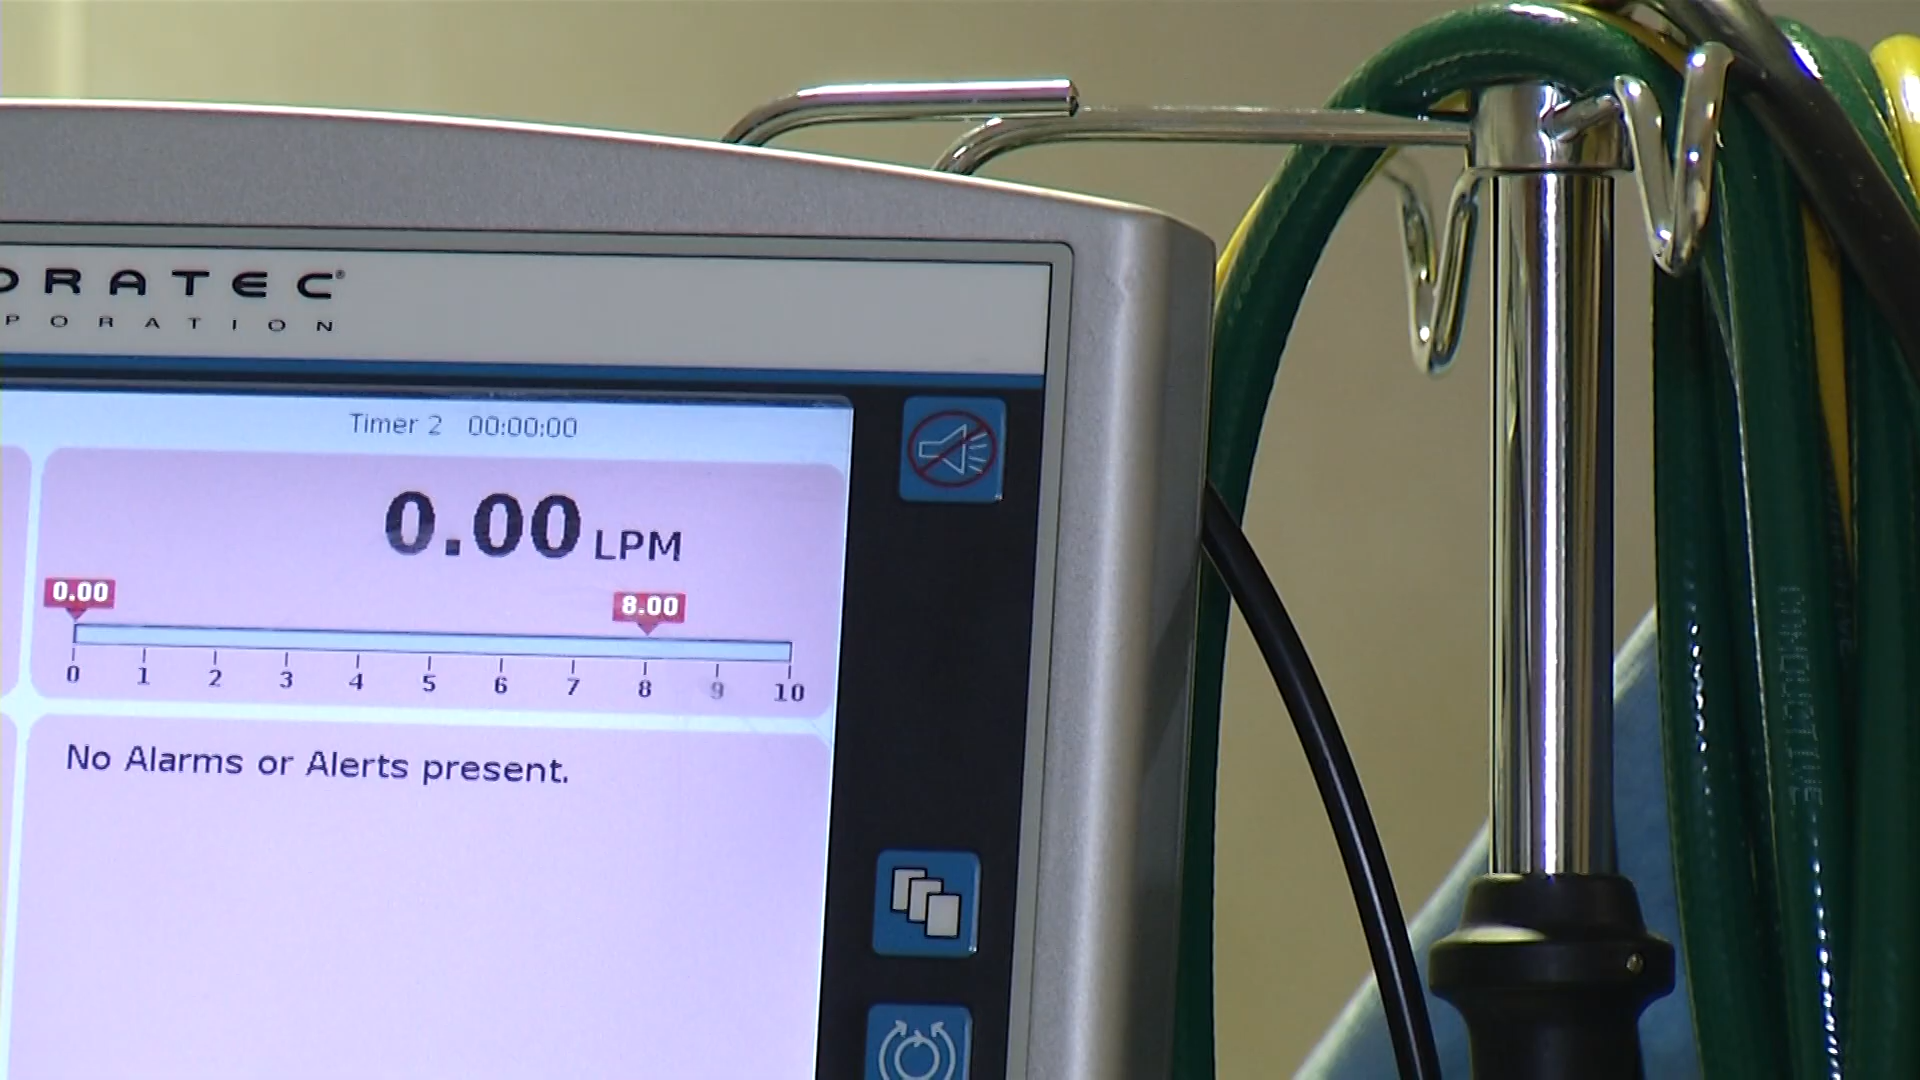 ORATEC®
PORATION
Timer 2 00:00:00
0.00 LPM
0.00 8.00
0 1 2 3 4 5 6 7 8 9 10
No Alarms or Alerts present.
CONDUCTIVE